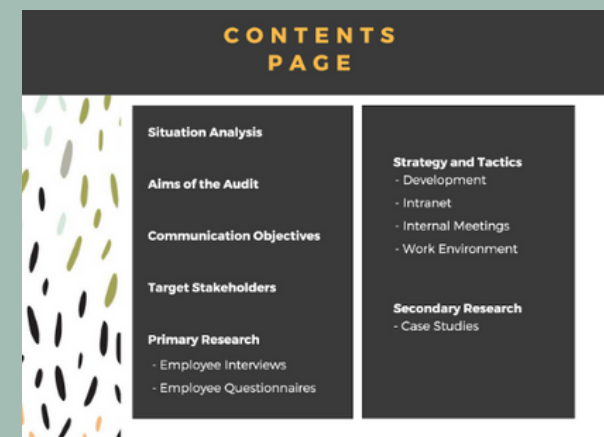 CONTENTS
PAGE
Situation Analysis
Aims of the Audit
Communication Objectives
Target Stakeholders
Primary Research
- Employee Interviews
- Employee Questionnaires
Strategy and Tactics
- Development
- Intranet
- Internal Meetings
- Work Environment
Secondary Research
- Case Studies